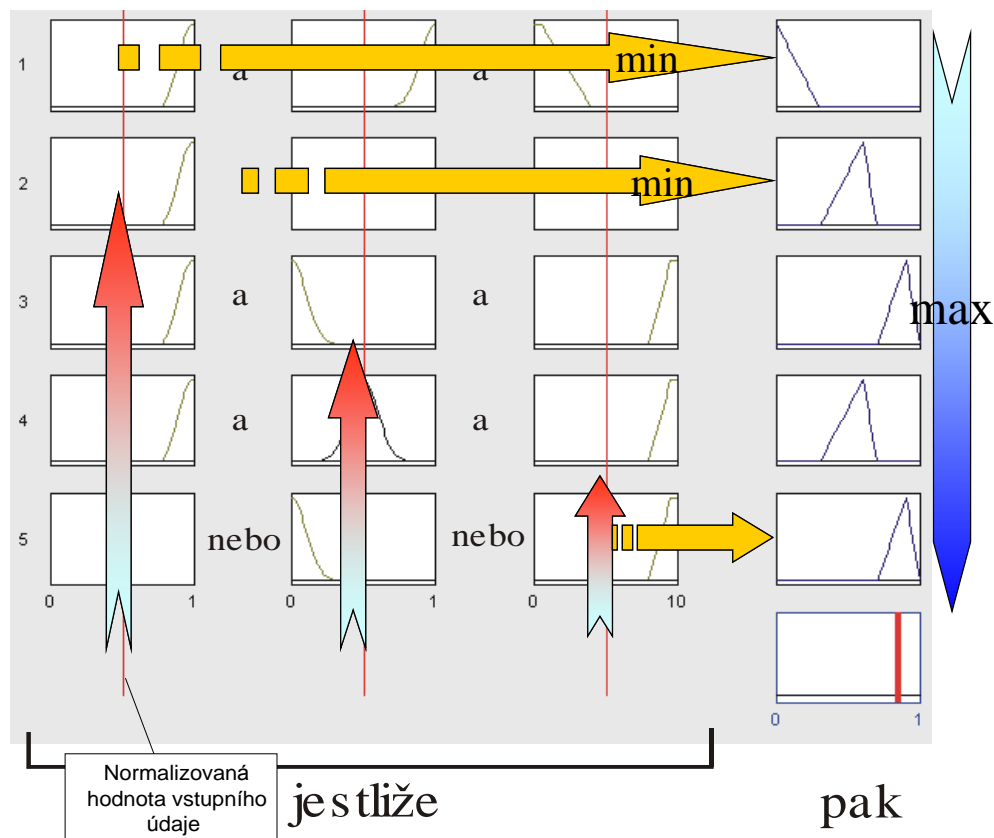 1 a a min
2 min
3 a a
max
4 a a
5 nebo nebo
0 1 0 1 0 10
0 1
Normalizovaná
hodnota vstupního
údaje
jestliže
pak